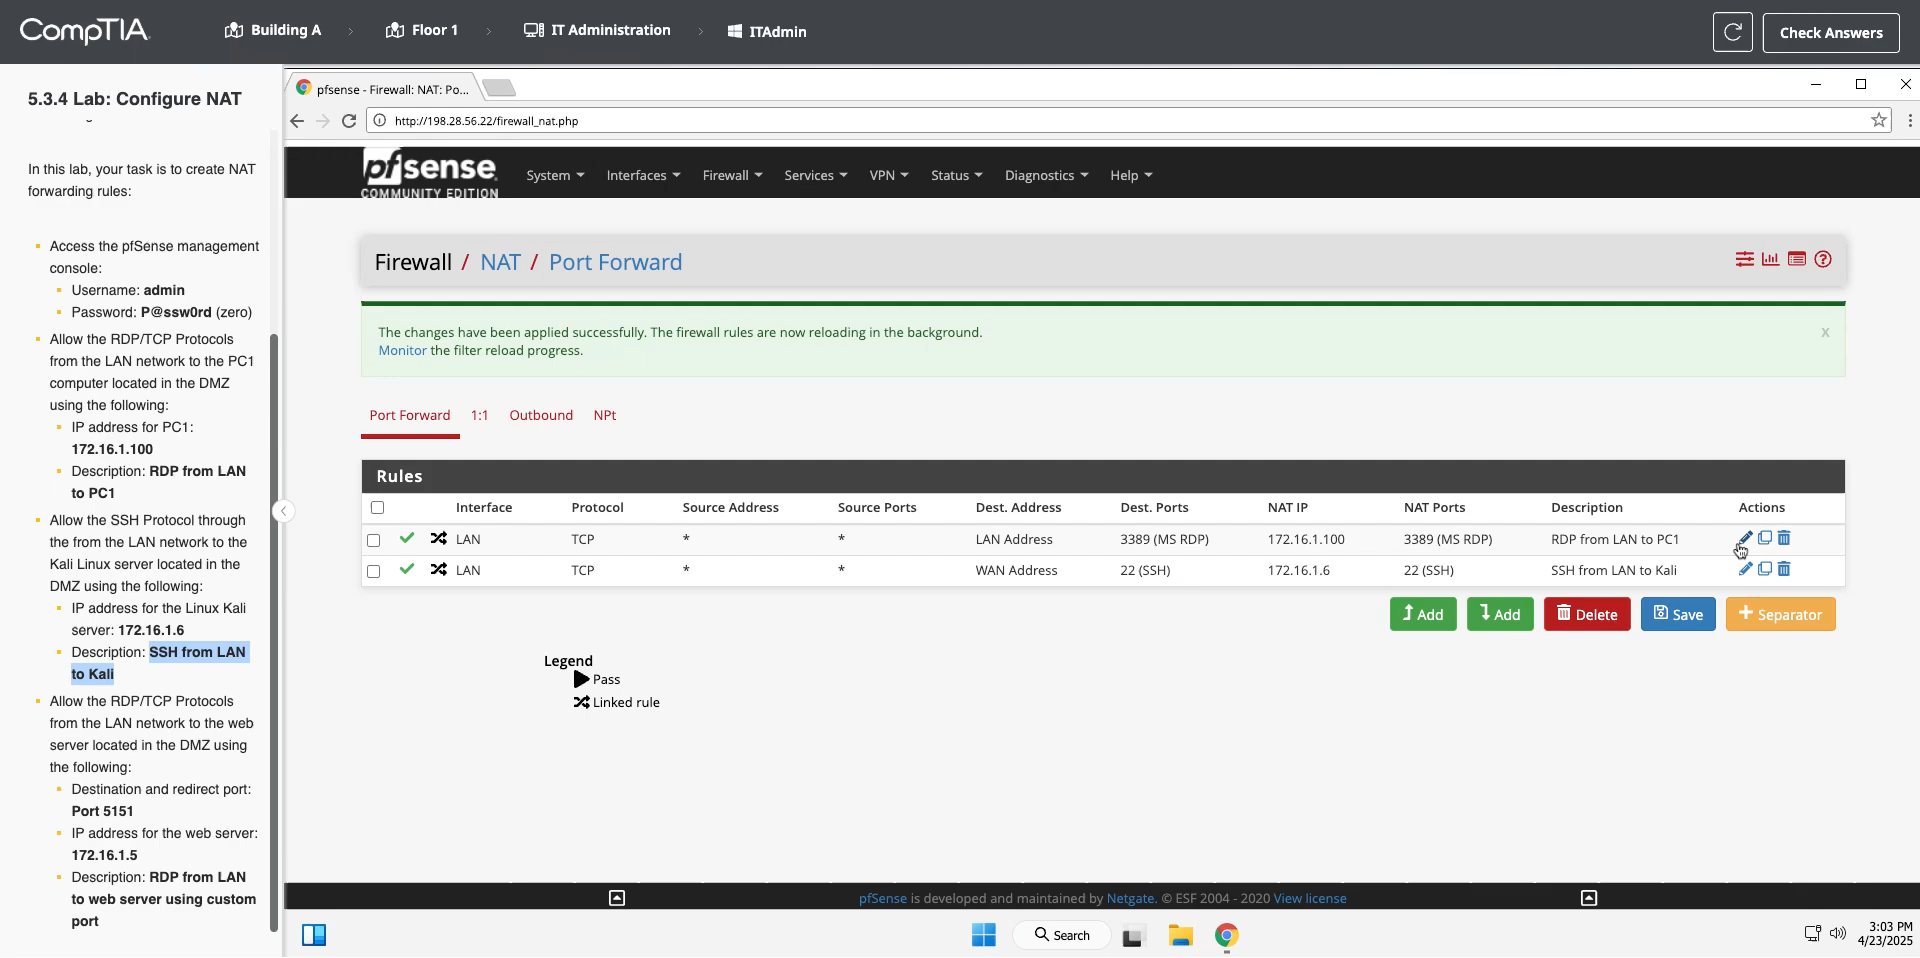 CompTIA.
Building A
Floor 1
IT Administration
ITAdmin
Check Answers
5.3.4 Lab: Configure NAT
In this lab, your task is to create NAT
forwarding rules:
Access the pfSense management
console:
Username: admin
Password: P@ssw0rd (zero)
Allow the RDP/TCP Protocols
from the LAN network to the PC1
computer located in the DMZ
using the following:
IP address for PC1:
172.16.1.100
Description: RDP from LAN
to PC1
Allow the SSH Protocol through
the from the LAN network to the
Kali Linux server located in the
DMZ using the following:
IP address for the Linux Kali
server: 172.16.1.6
Description: SSH from LAN
to Kali
Allow the RDP/TCP Protocols
from the LAN network to the web
server located in the DMZ using
the following:
Destination and redirect port:
Port 5151
IP address for the web server:
172.16.1.5
Description: RDP from LAN
to web server using custom
port
pfsense - Firewall: NAT: Po...
http://198.28.56.22/firewall_nat.php
pfsense
COMMUNITY EDITION
System
Interfaces
Firewall
Services
VPN
Status
Diagnostics
Help
Firewall / NAT / Port Forward
The changes have been applied successfully. The firewall rules are now reloading in the background.
Monitor the filter reload progress.
x
Port Forward 1:1 Outbound NPt
Rules
Interface Protocol Source Address Source Ports Dest. Address Dest. Ports NAT IP NAT Ports Description Actions
LAN TCP * * LAN Address 3389 (MS RDP) 172.16.1.100 3389 (MS RDP) RDP from LAN to PC1
LAN TCP * * WAN Address 22 (SSH) 172.16.1.6 22 (SSH) SSH from LAN to Kali
Add Add Delete Save Separator
Legend
Pass
Linked rule
pfSense is developed and maintained by Netgate. © ESF 2004 - 2020 View license
Search
3:03 PM
4/23/2025